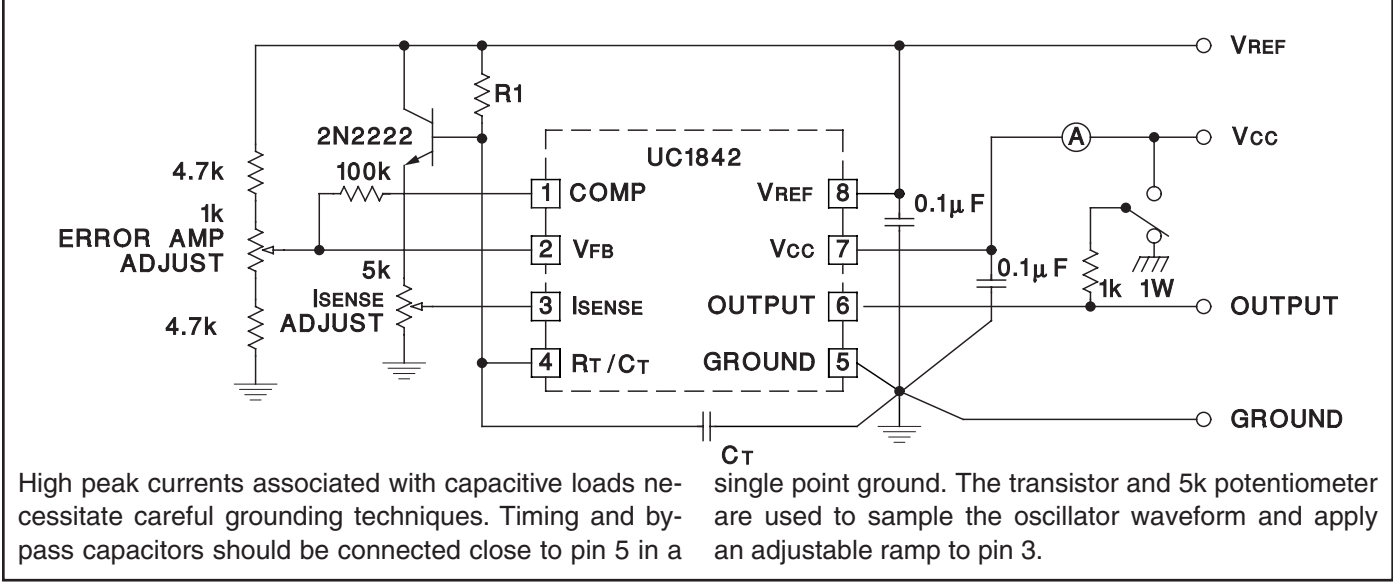 VREF
R1
2N2222
A
VCC
UC1842
4.7k
100k
1 COMP
VREF 8
0.1µ F
1k
ERROR AMP
ADJUST
2 VFB
VCC 7
5k
0.1µ F
ISENSE
ADJUST
3 ISENSE
OUTPUT 6
1k 1W
OUTPUT
4.7k
4 RT /CT
GROUND 5
GROUND
CT
High peak currents associated with capacitive loads ne-
cessitate careful grounding techniques. Timing and by-
pass capacitors should be connected close to pin 5 in a
single point ground. The transistor and 5k potentiometer
are used to sample the oscillator waveform and apply
an adjustable ramp to pin 3.